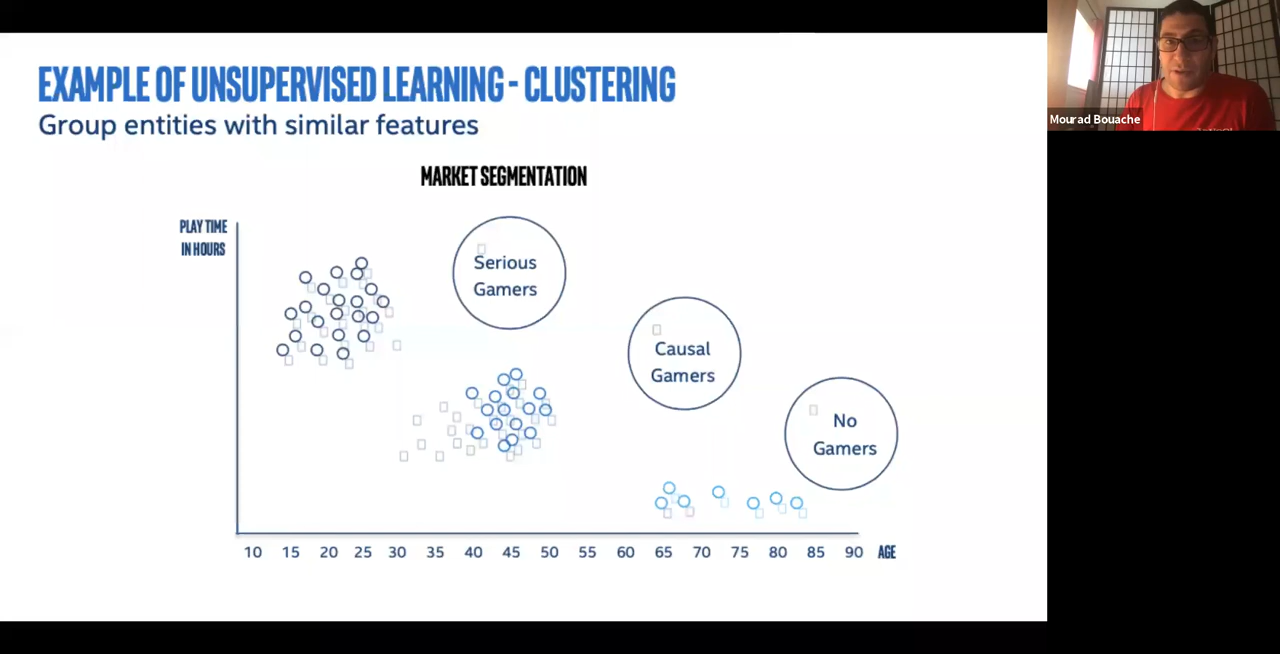 EXAMPLE OF UNSUPERVISED LEARNING - CLUSTERING
Group entities with similar features
MARKET SEGMENTATION
PLAY TIME
IN HOURS
Serious
Gamers
Causal
Gamers
No
Gamers
10 15 20 25 30 35 40 45 50 55 60 65 70 75 80 85 90 AGE
Mourad Bouache